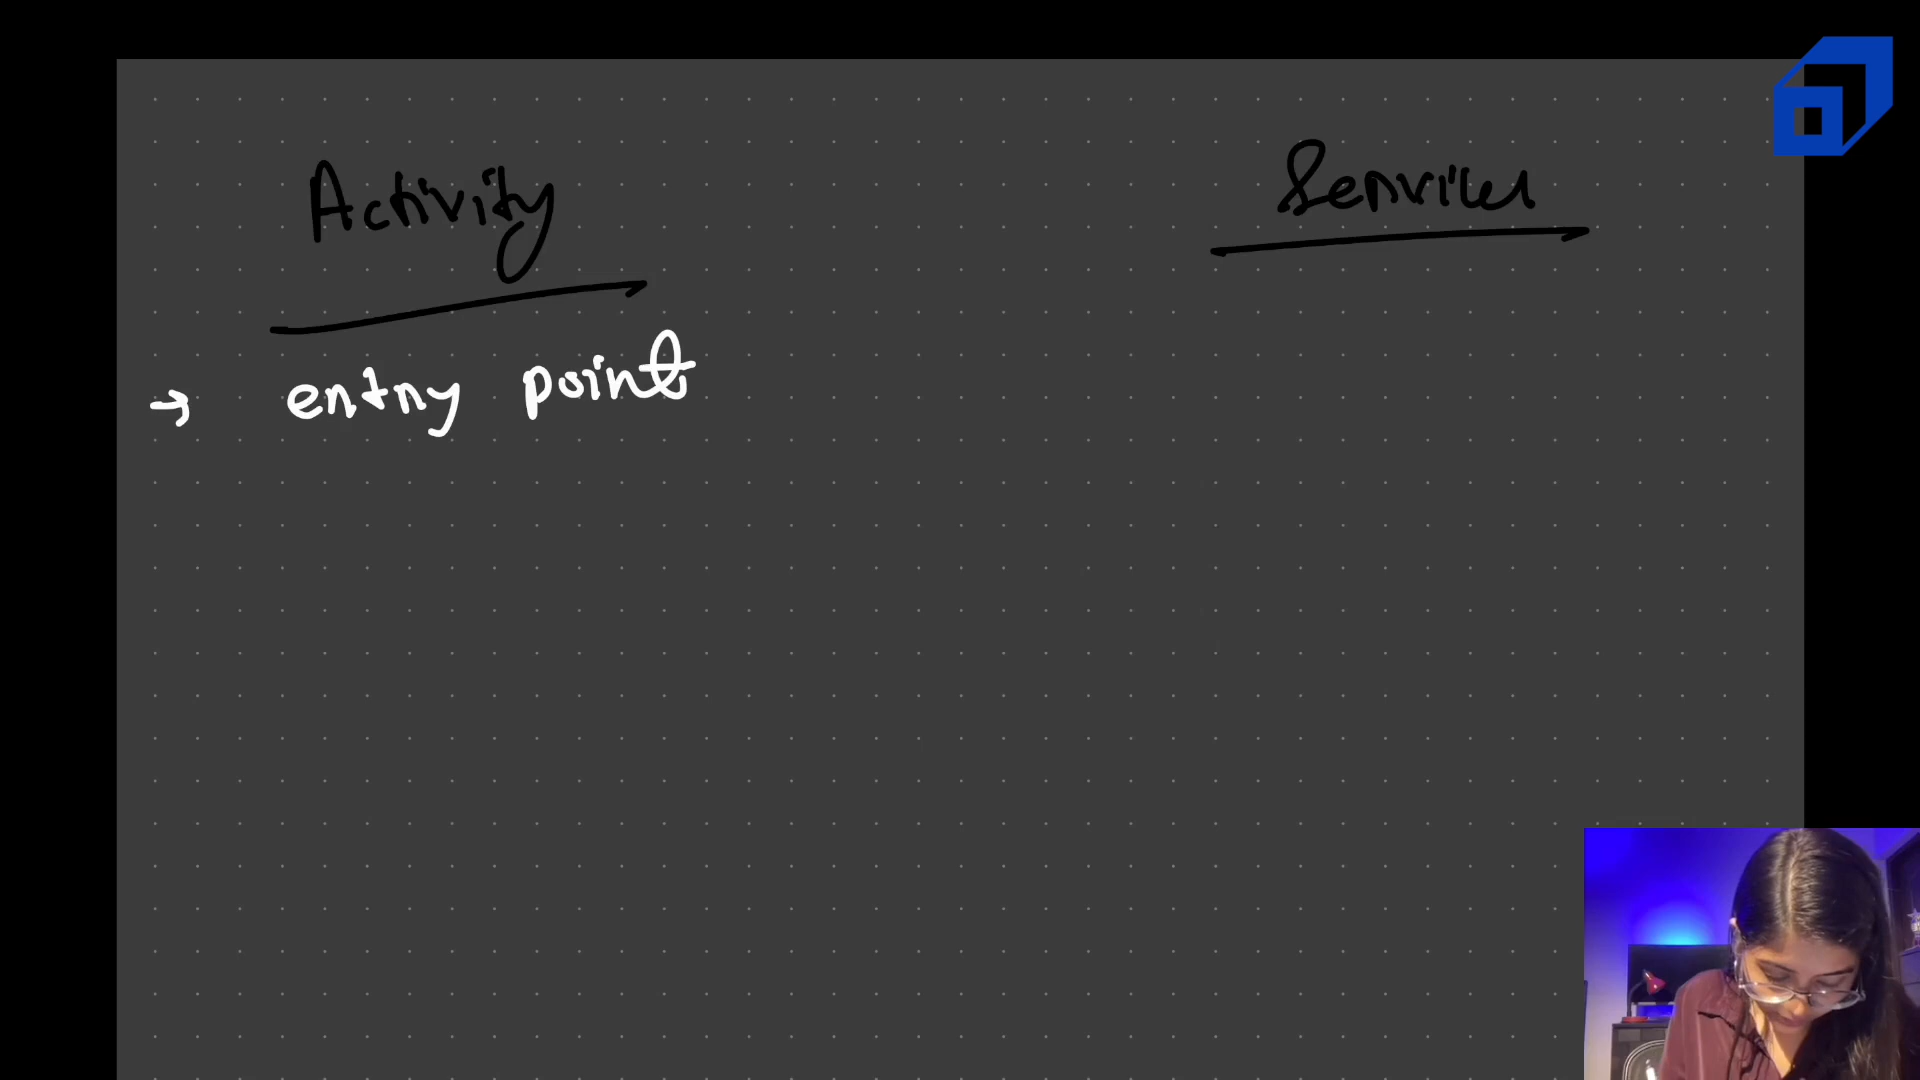 Activity
Services
→ entry point